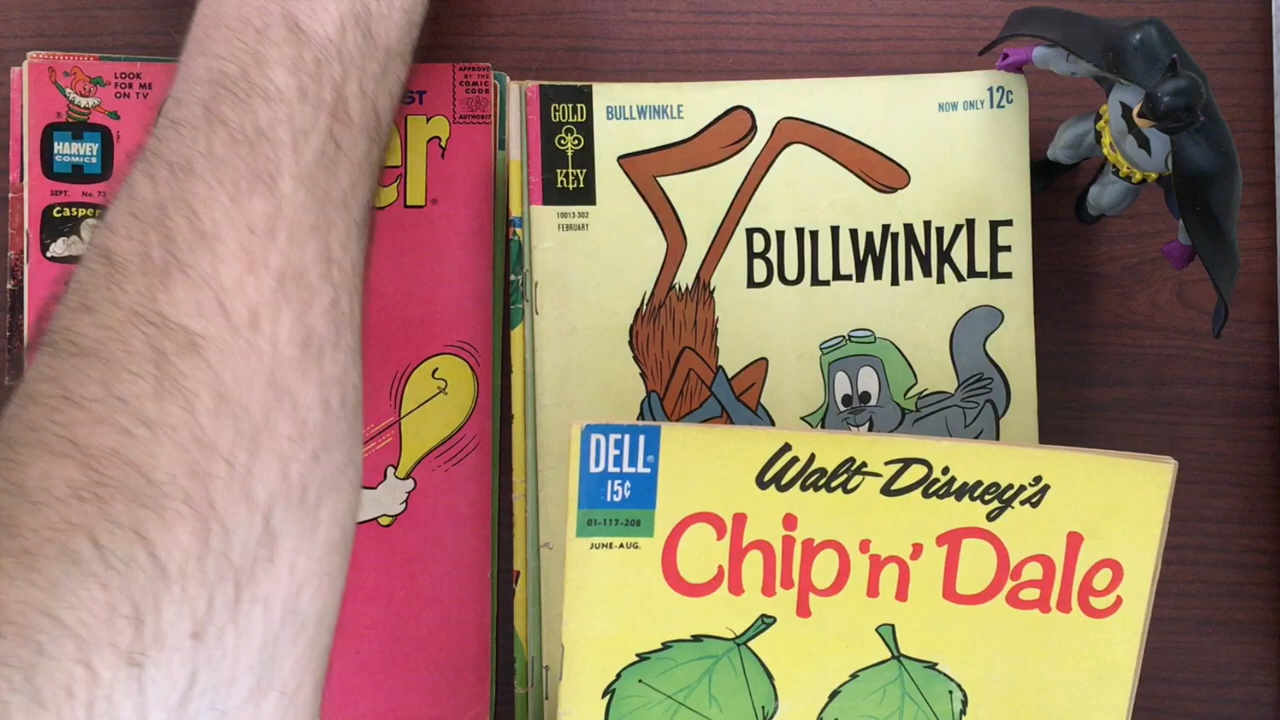 LOOK
FOR ME
ON TV
HARVEY
COMICS
SEPT. No. 73
Casper
APPROVED
BY THE
COMICS
CODE
AUTHORITY
ST
er
GOLD
KEY
BULLWINKLE
NOW ONLY 12¢
10013-302
FEBRUARY
BULLWINKLE
DELL
15¢
01-117-208
JUNE-AUG.
Walt Disney's
Chip 'n' Dale